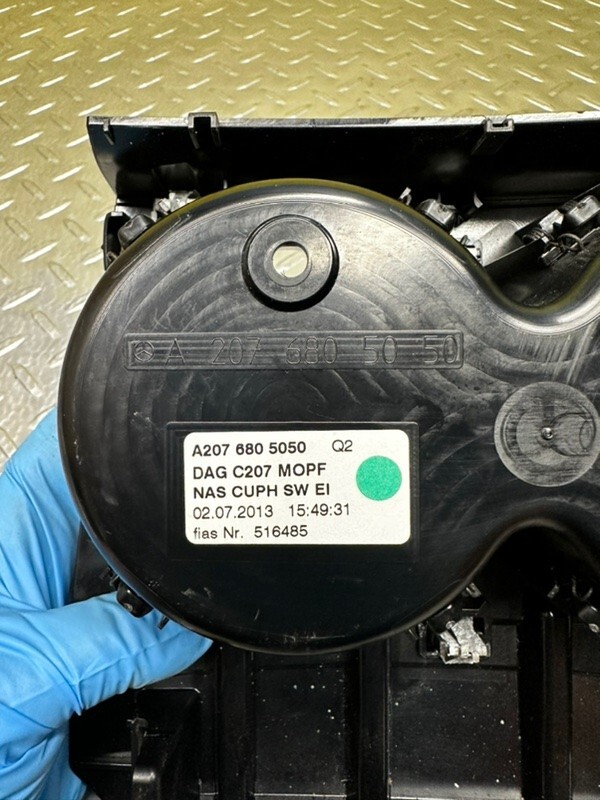 A 207 680 50 50
A207 680 5050 Q2
DAG C207 MOPF
NAS CUPH SW EI
02.07.2013 15:49:31
fias Nr. 516485